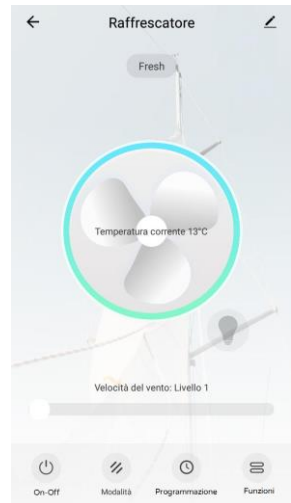 Raffrescatore
Fresh
Temperatura corrente 13°C
Velocità del vento: Livello 1
On-Off
Modalità
Programmazione
Funzioni